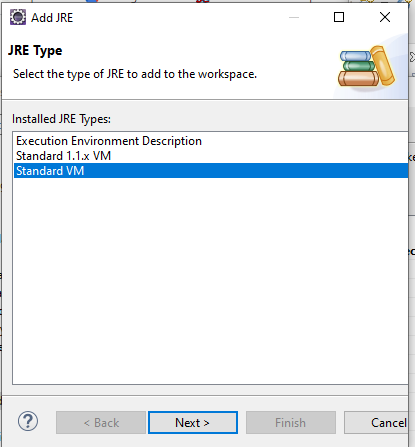 Add JRE
JRE Type
Select the type of JRE to add to the workspace.
Installed JRE Types:
Execution Environment Description
Standard 1.1.x VM
Standard VM
?
< Back
Next >
Finish
Cancel